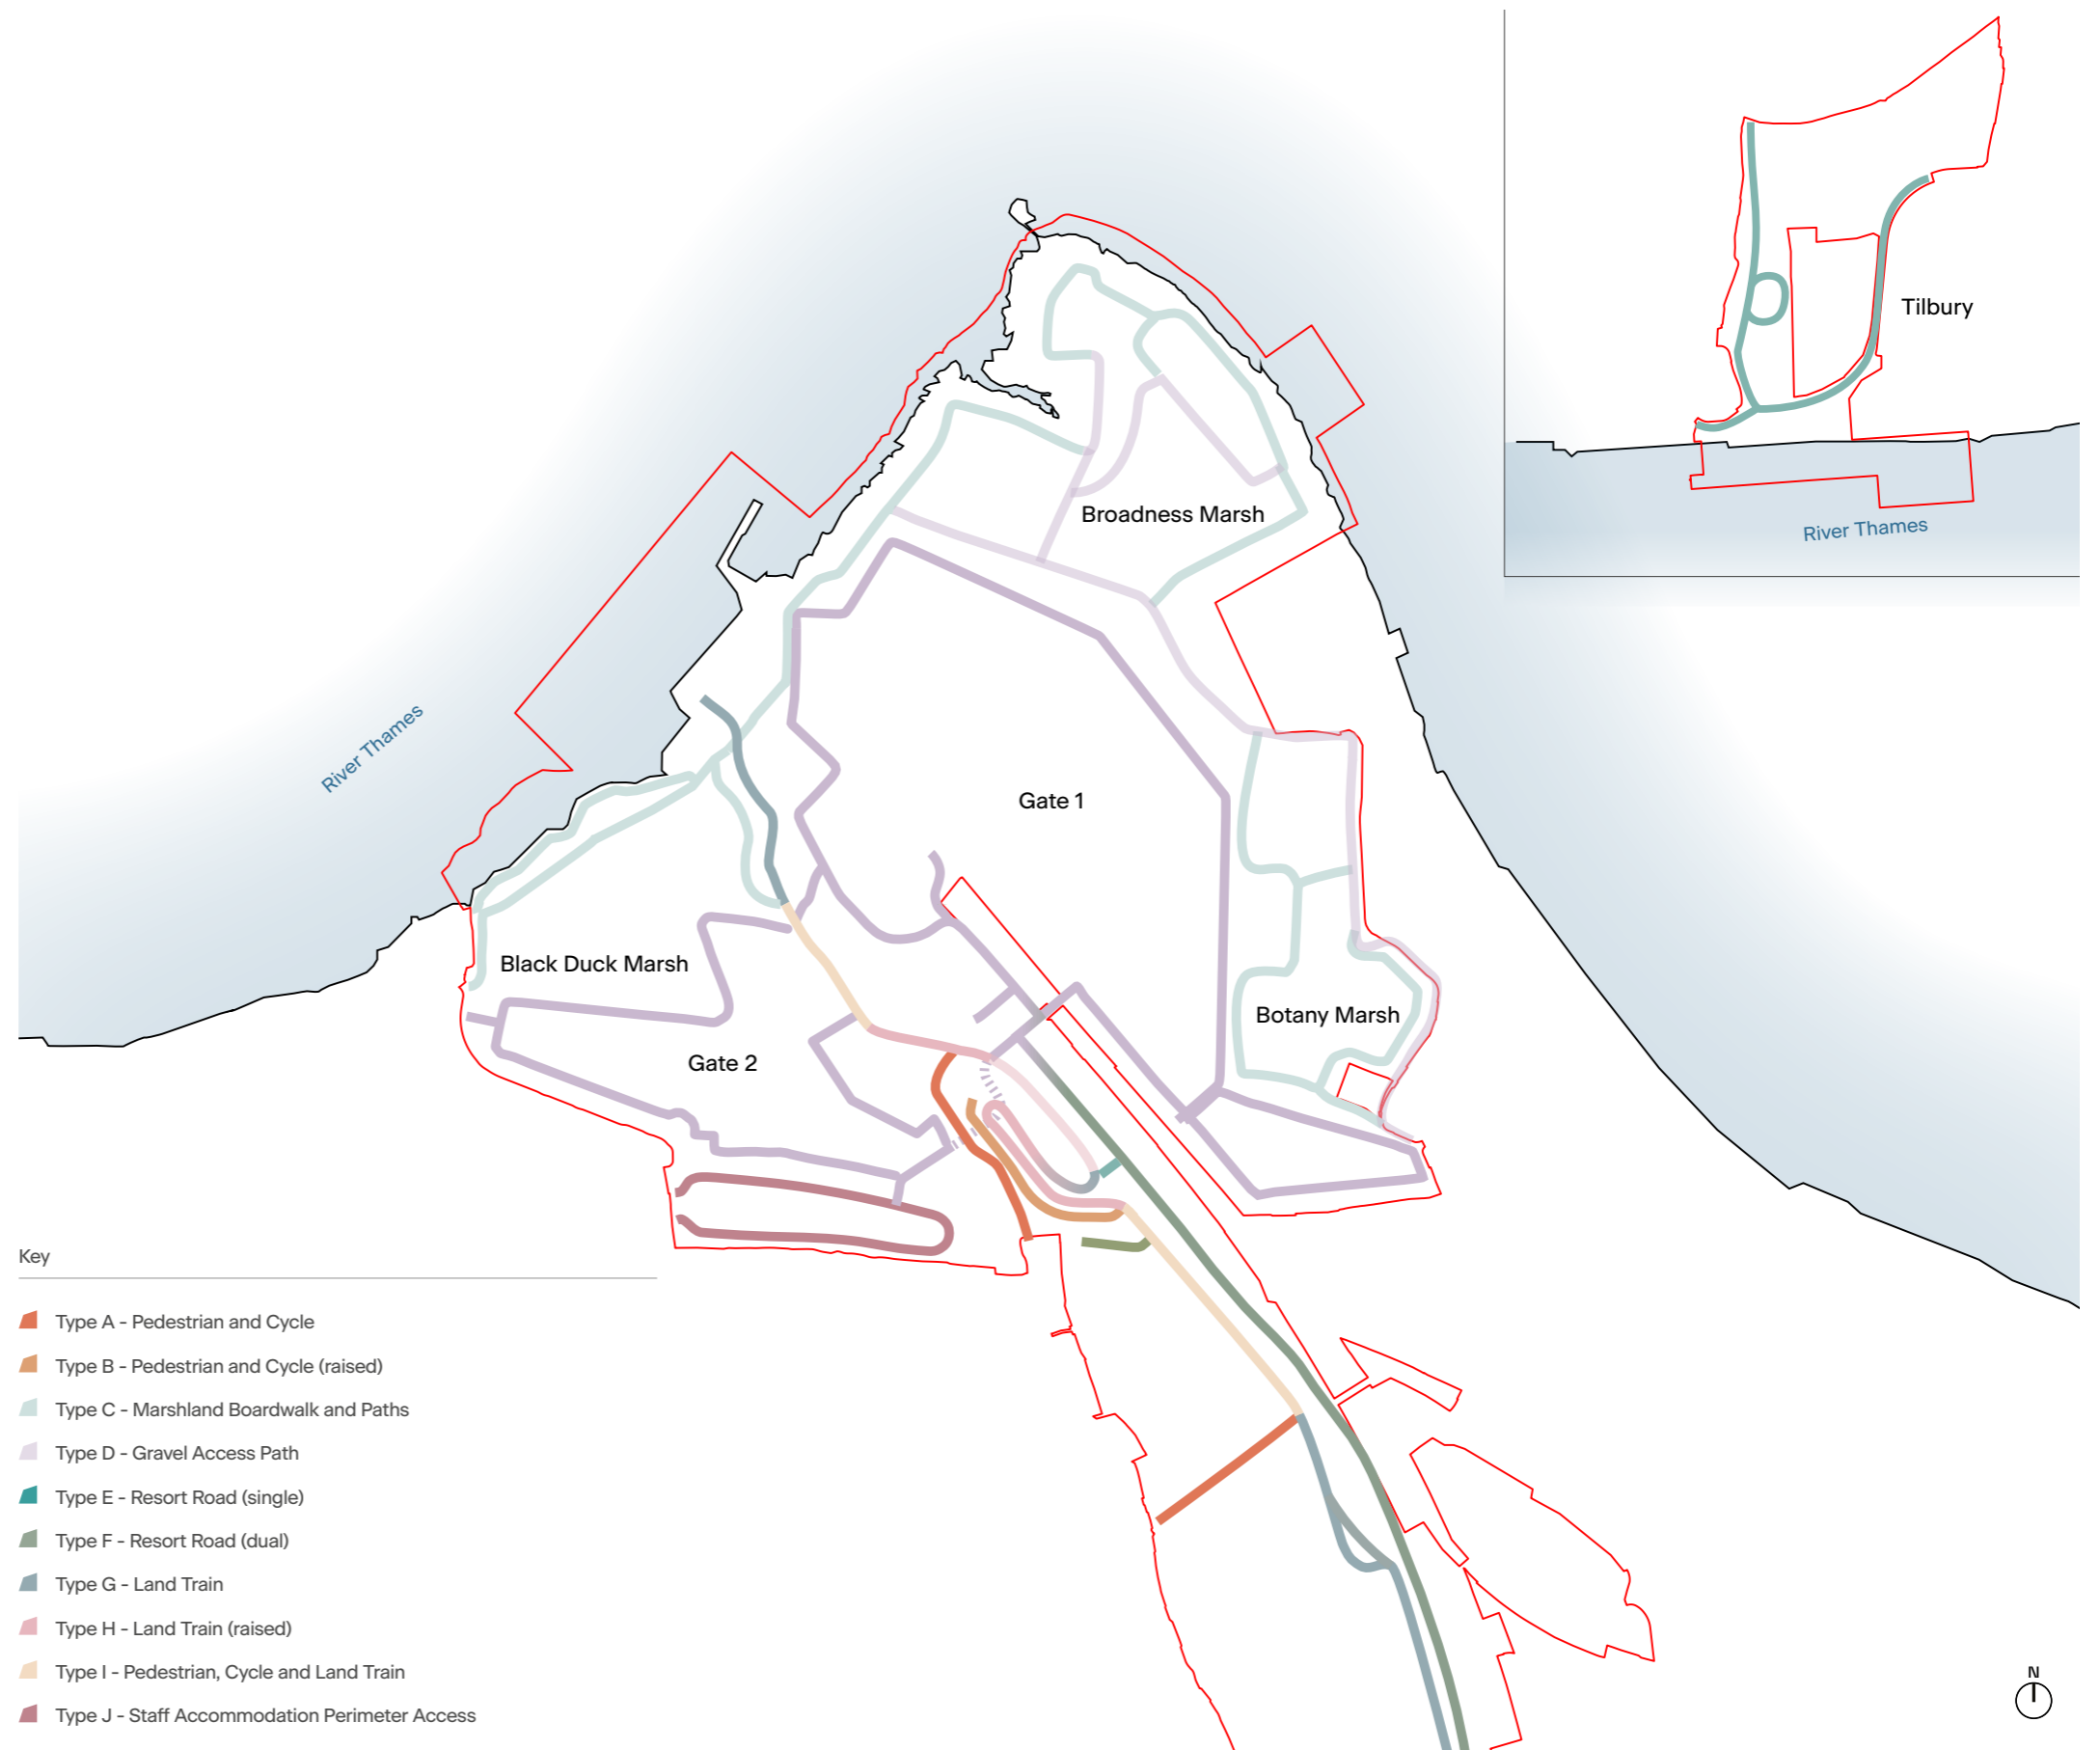 Tilbury
River Thames
Broadness Marsh
River Thames
Gate 1
Black Duck Marsh
Botany Marsh
Gate 2
Key
Type A - Pedestrian and Cycle
Type B - Pedestrian and Cycle (raised)
Type C - Marshland Boardwalk and Paths
Type D - Gravel Access Path
Type E - Resort Road (single)
Type F - Resort Road (dual)
Type G - Land Train
Type H - Land Train (raised)
Type I - Pedestrian, Cycle and Land Train
Type J - Staff Accommodation Perimeter Access
N